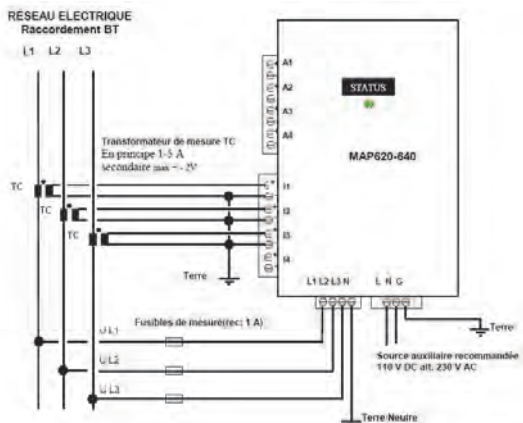 RÉSEAU ELECTRIQUE
Raccordement BT
L1 L2 L3
A1
A2
A3
A4
STATUS
MAP620-640
Transformateur de mesure TC
En principe 1-5 A
secondaire max +- 2V
TC
TC
TC
I1
I2
I3
I4
Terre
L1 L2 L3 N
L N G
Fusibles de mesure(rec; 1 A)
U L1
U L2
U L3
Terre
Source auxiliaire recommandée
110 V DC alt. 230 V AC
Terre/Neutre